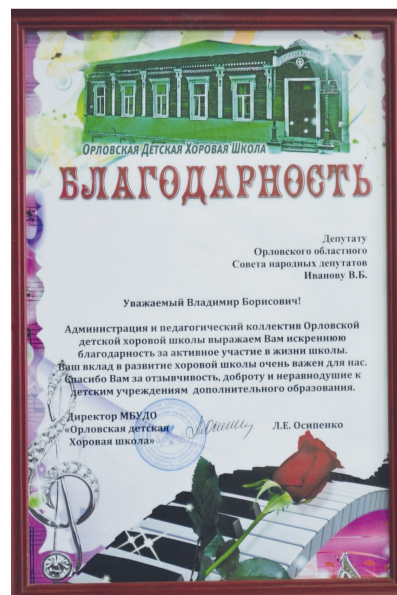 Орловская Детская Хоровая Школа
БЛАГОДАРНОСТЬ
Депутату
Орловского областного
Совета народных депутатов
Иванову В.Б.
Уважаемый Владимир Борисович!
Администрация и педагогический коллектив Орловской
детской хоровой школы выражаем Вам искреннюю
благодарность за активное участие в жизни школы.
Ваш вклад в развитие хоровой школы очень важен для нас.
Спасибо Вам за отзывчивость, доброту и неравнодушие к
детским учреждениям дополнительного образования.
Директор МБУДО
«Орловская детская
Хоровая школа»
Л.Е. Осипенко